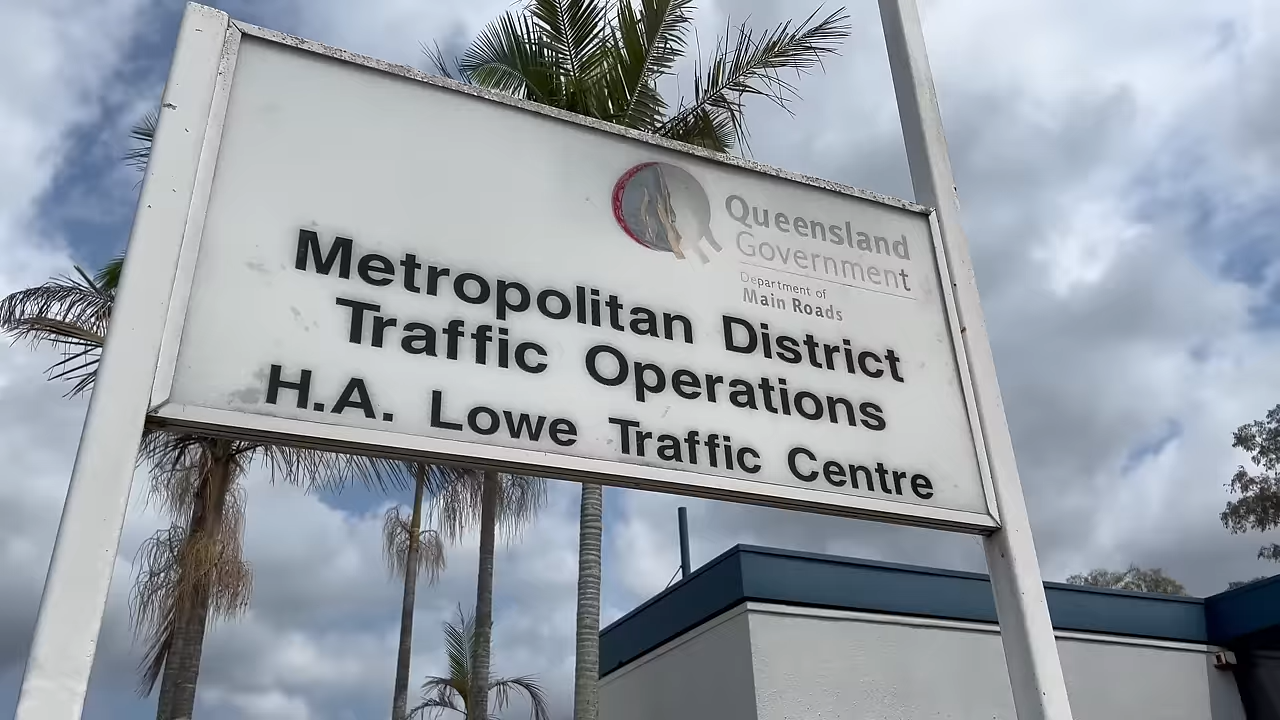 Queensland
Government
Department of
Main Roads
Metropolitan District
Traffic Operations
H.A. Lowe Traffic Centre